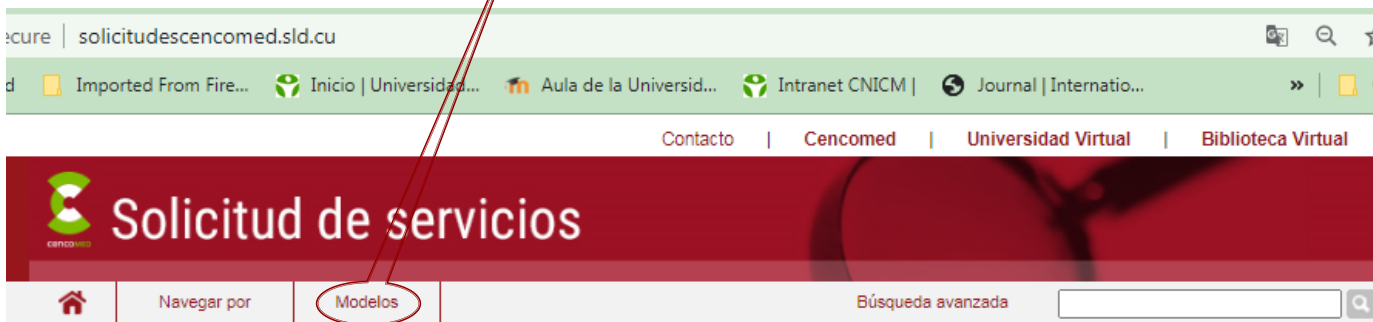 ecure | solicitudescencomed.sld.cu
d Imported From Fire... Inicio | Universidad... Aula de la Universid... Intranet CNICM | Journal | Internatio... »
Contacto | Cencomed | Universidad Virtual | Biblioteca Virtual
cencomed Solicitud de servicios
Navegar por Modelos Búsqueda avanzada